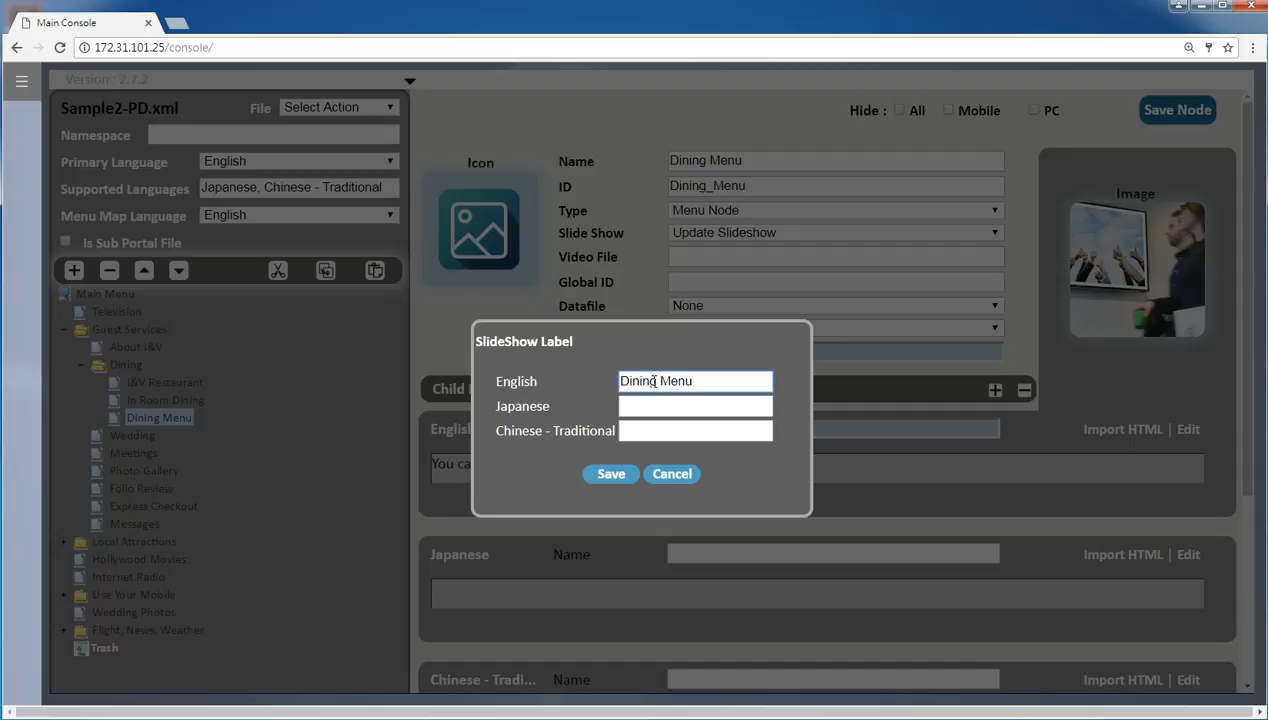 Main Console
172.31.101.25/console/
Version : 2.7.2
Sample2-PD.xml
File
Select Action
Namespace
Primary Language
English
Supported Languages
Japanese, Chinese - Traditional
Menu Map Language
English
Is Sub Portal File
Main Menu
Television
Guest Services
About I&V
Dining
I&V Restaurant
In Room Dining
Dining Menu
Wedding
Meetings
Photo Gallery
Folio Review
Express Checkout
Messages
Local Attractions
Hollywood Movies
Internet Radio
Use Your Mobile
Wedding Photos
Flight, News, Weather
Trash
Hide :
All
Mobile
PC
Save Node
Icon
Name
Dining Menu
ID
Dining_Menu
Type
Menu Node
Slide Show
Update Slideshow
Video File
Global ID
Datafile
None
Image
SlideShow Label
English
Dining Menu
Japanese
Chinese - Traditional
Save
Cancel
Child
English
Import HTML | Edit
You ca
Japanese
Name
Import HTML | Edit
Chinese - Tradi...
Name
Import HTML | Edit